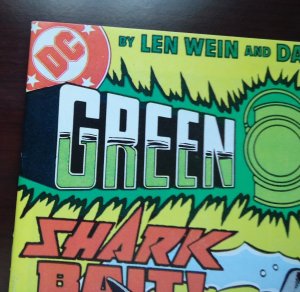 DC
BY LEN WEIN AND DA
GREEN
SHARK
BAIT!